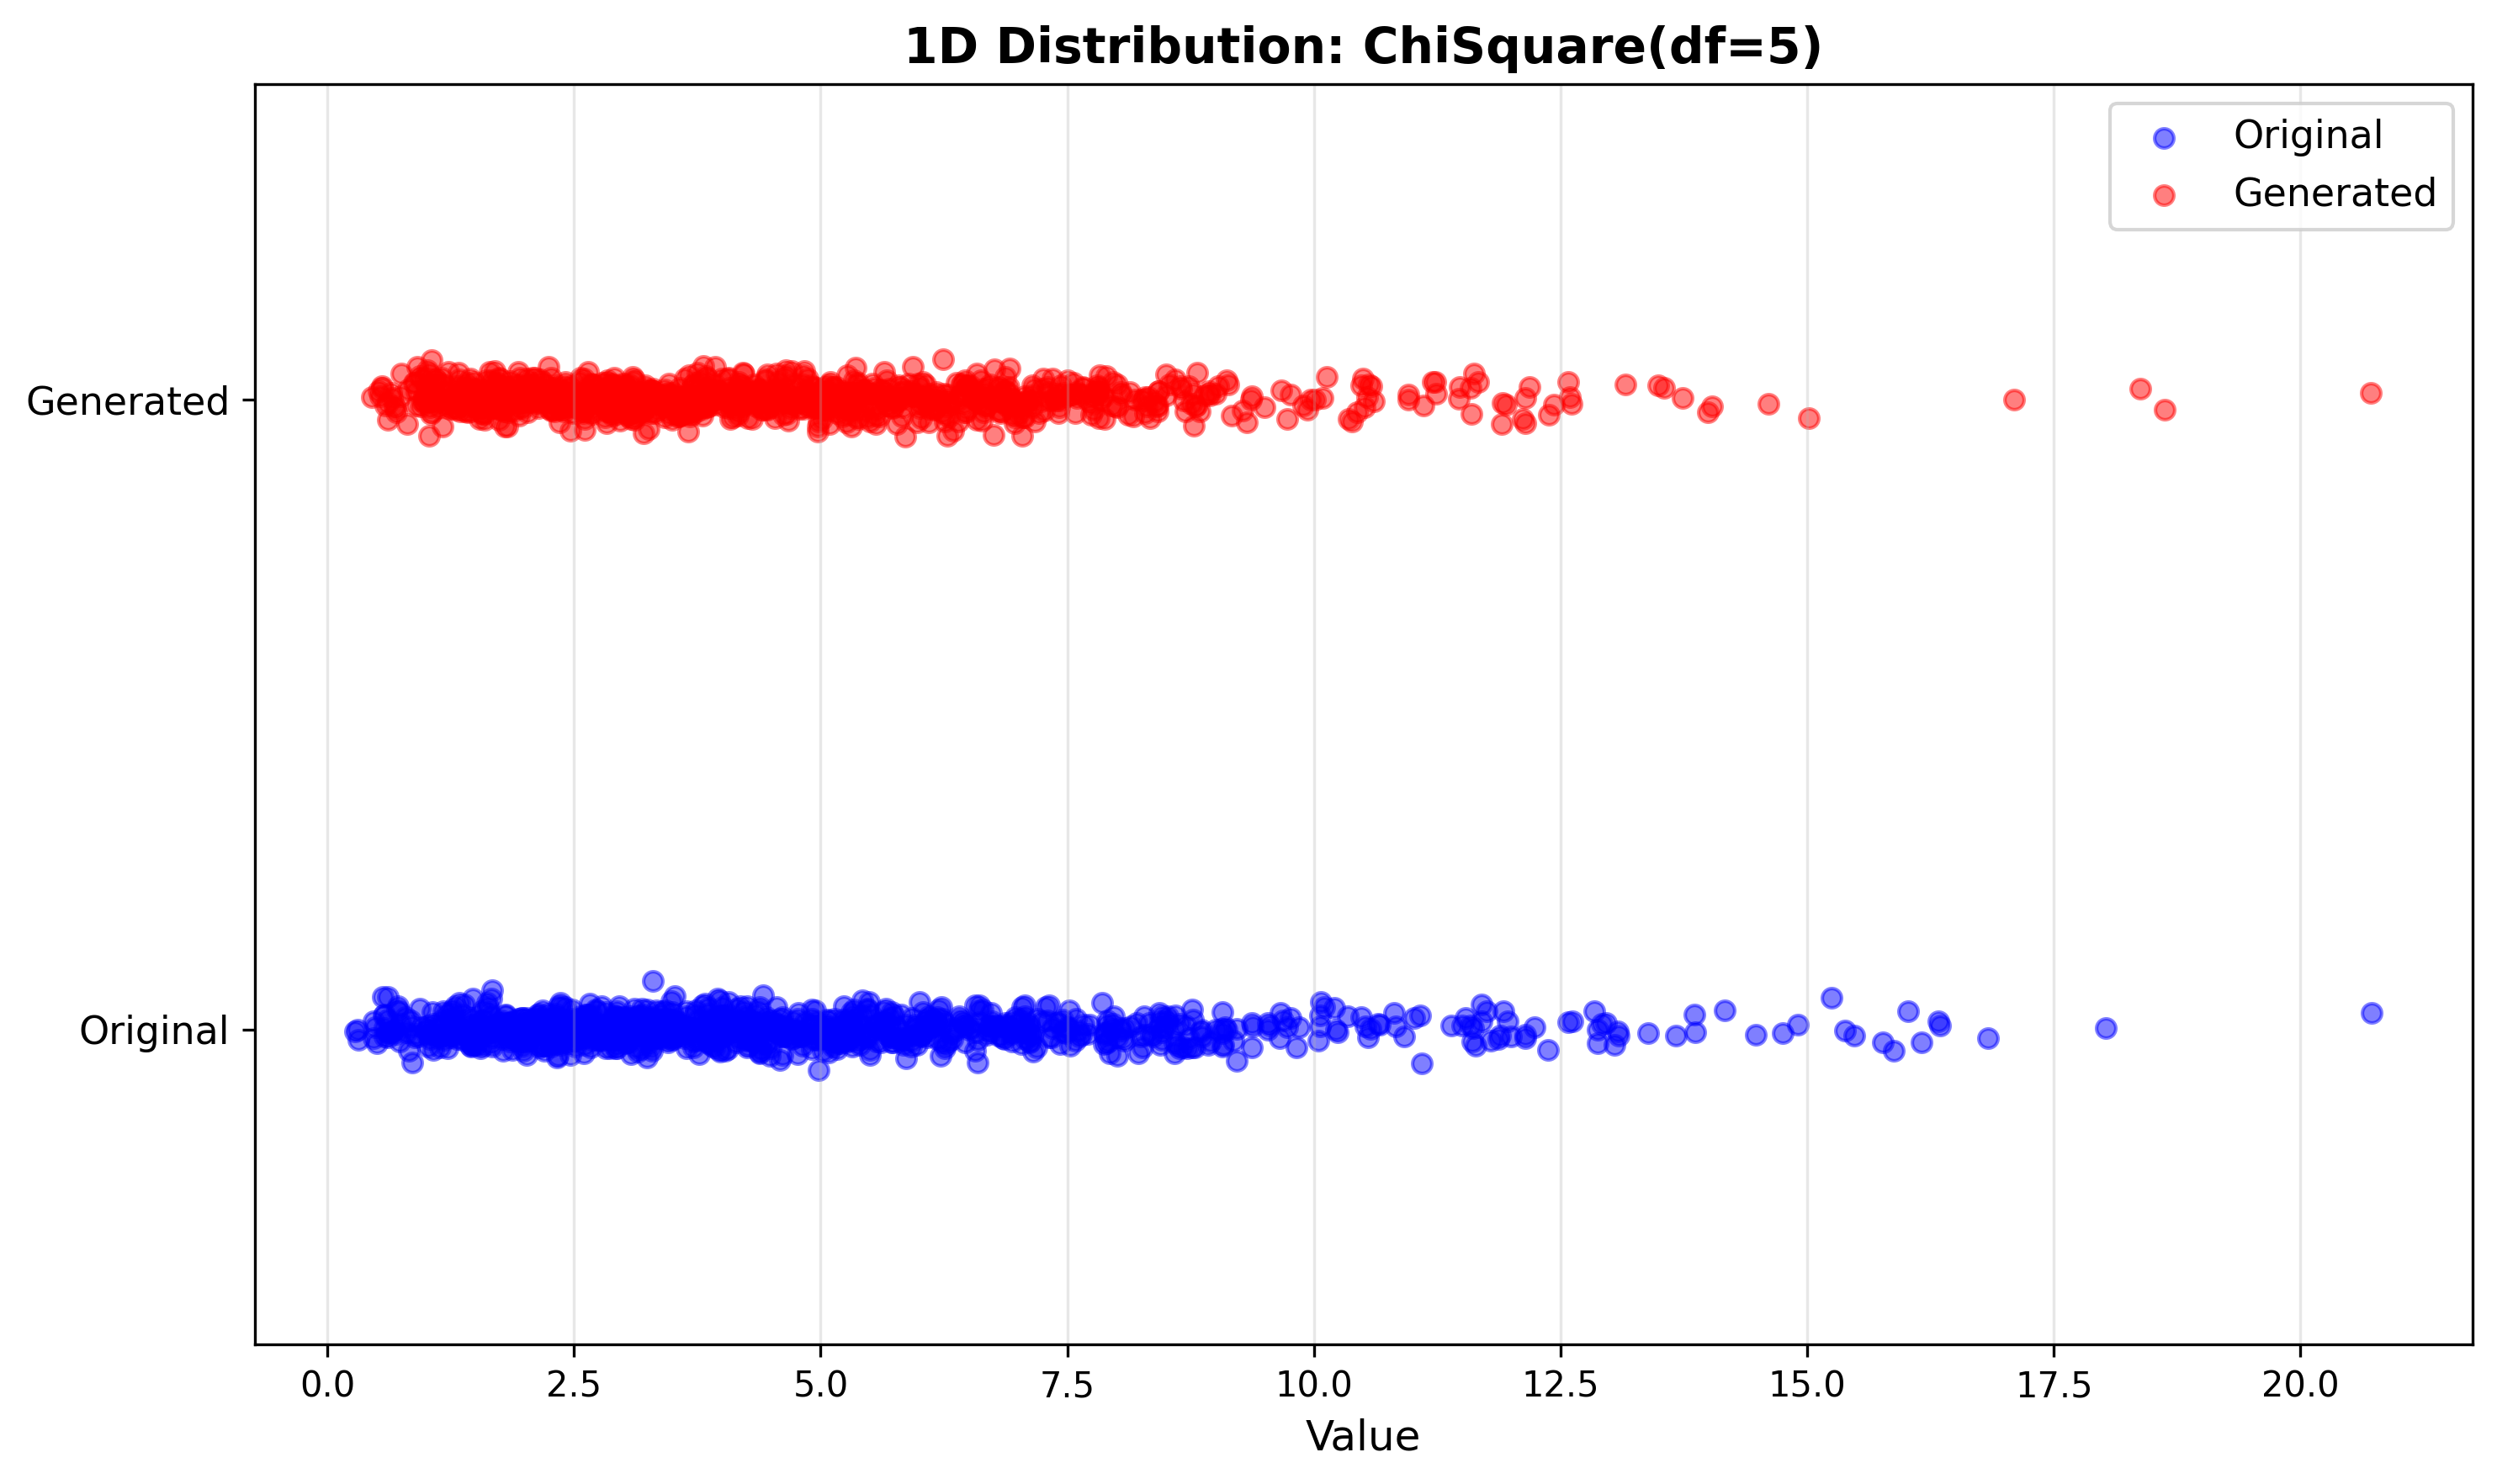 1D Distribution: ChiSquare(df=5)
Original
Generated
Generated
Original
0.0 2.5 5.0 7.5 10.0 12.5 15.0 17.5 20.0
Value